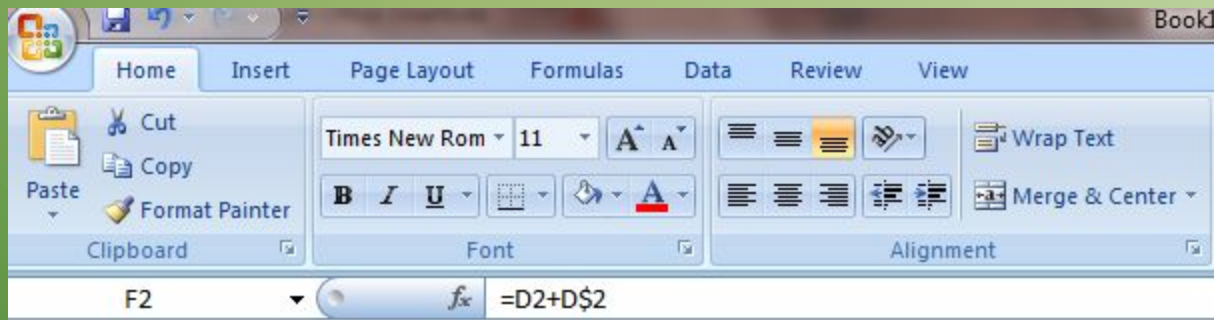 Book1
Home Insert Page Layout Formulas Data Review View
Cut
Copy
Paste
Format Painter
Clipboard
Times New Rom 11 A A
B I U A
Font
Wrap Text
Merge & Center
Alignment
F2 fx =D2+D$2